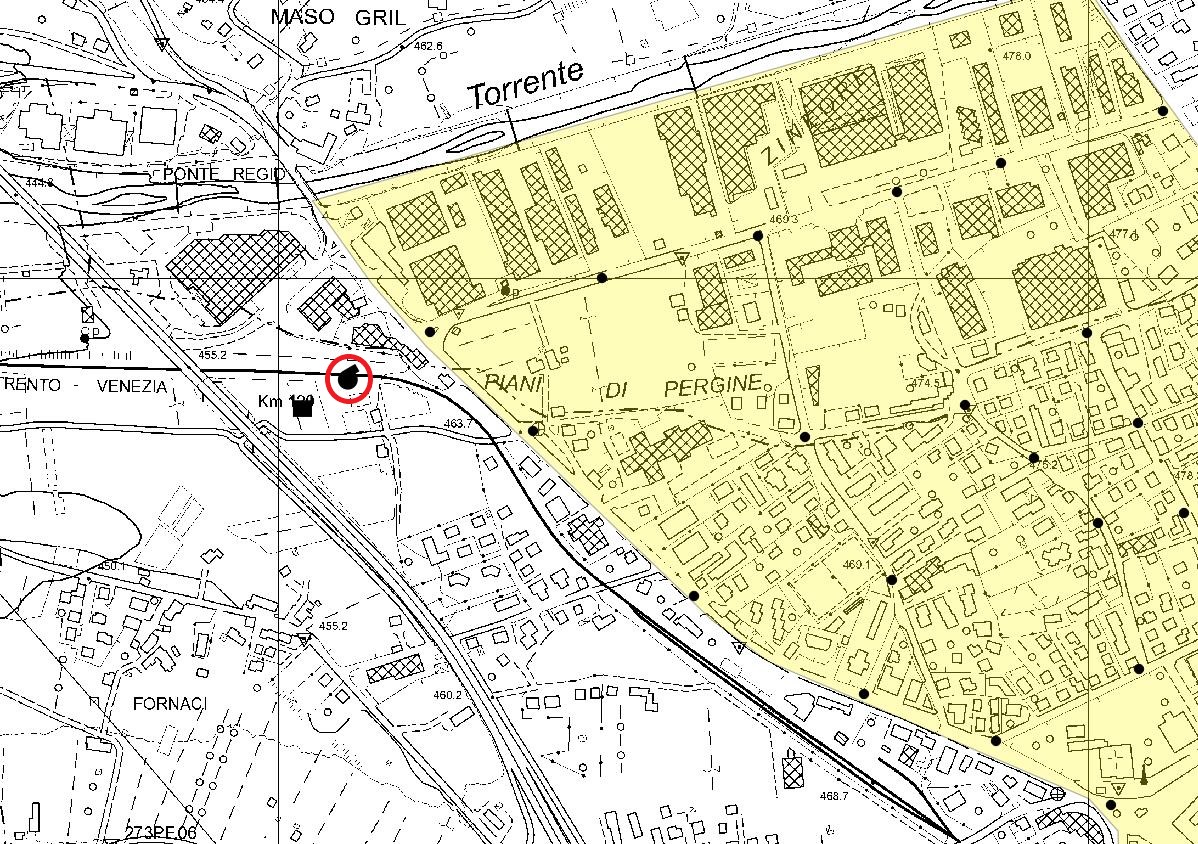 MASO GRIL
462.6
Torrente
476.0
ZIN
PONTE REGIO
444.8
469.3
477.1
455.2
RENTO - VENEZIA
PIANI DI PERGINE
474.5
Km
463.7
475.2
469.1
450.1
455.2
460.2
FORNACI
468.7
273PE06